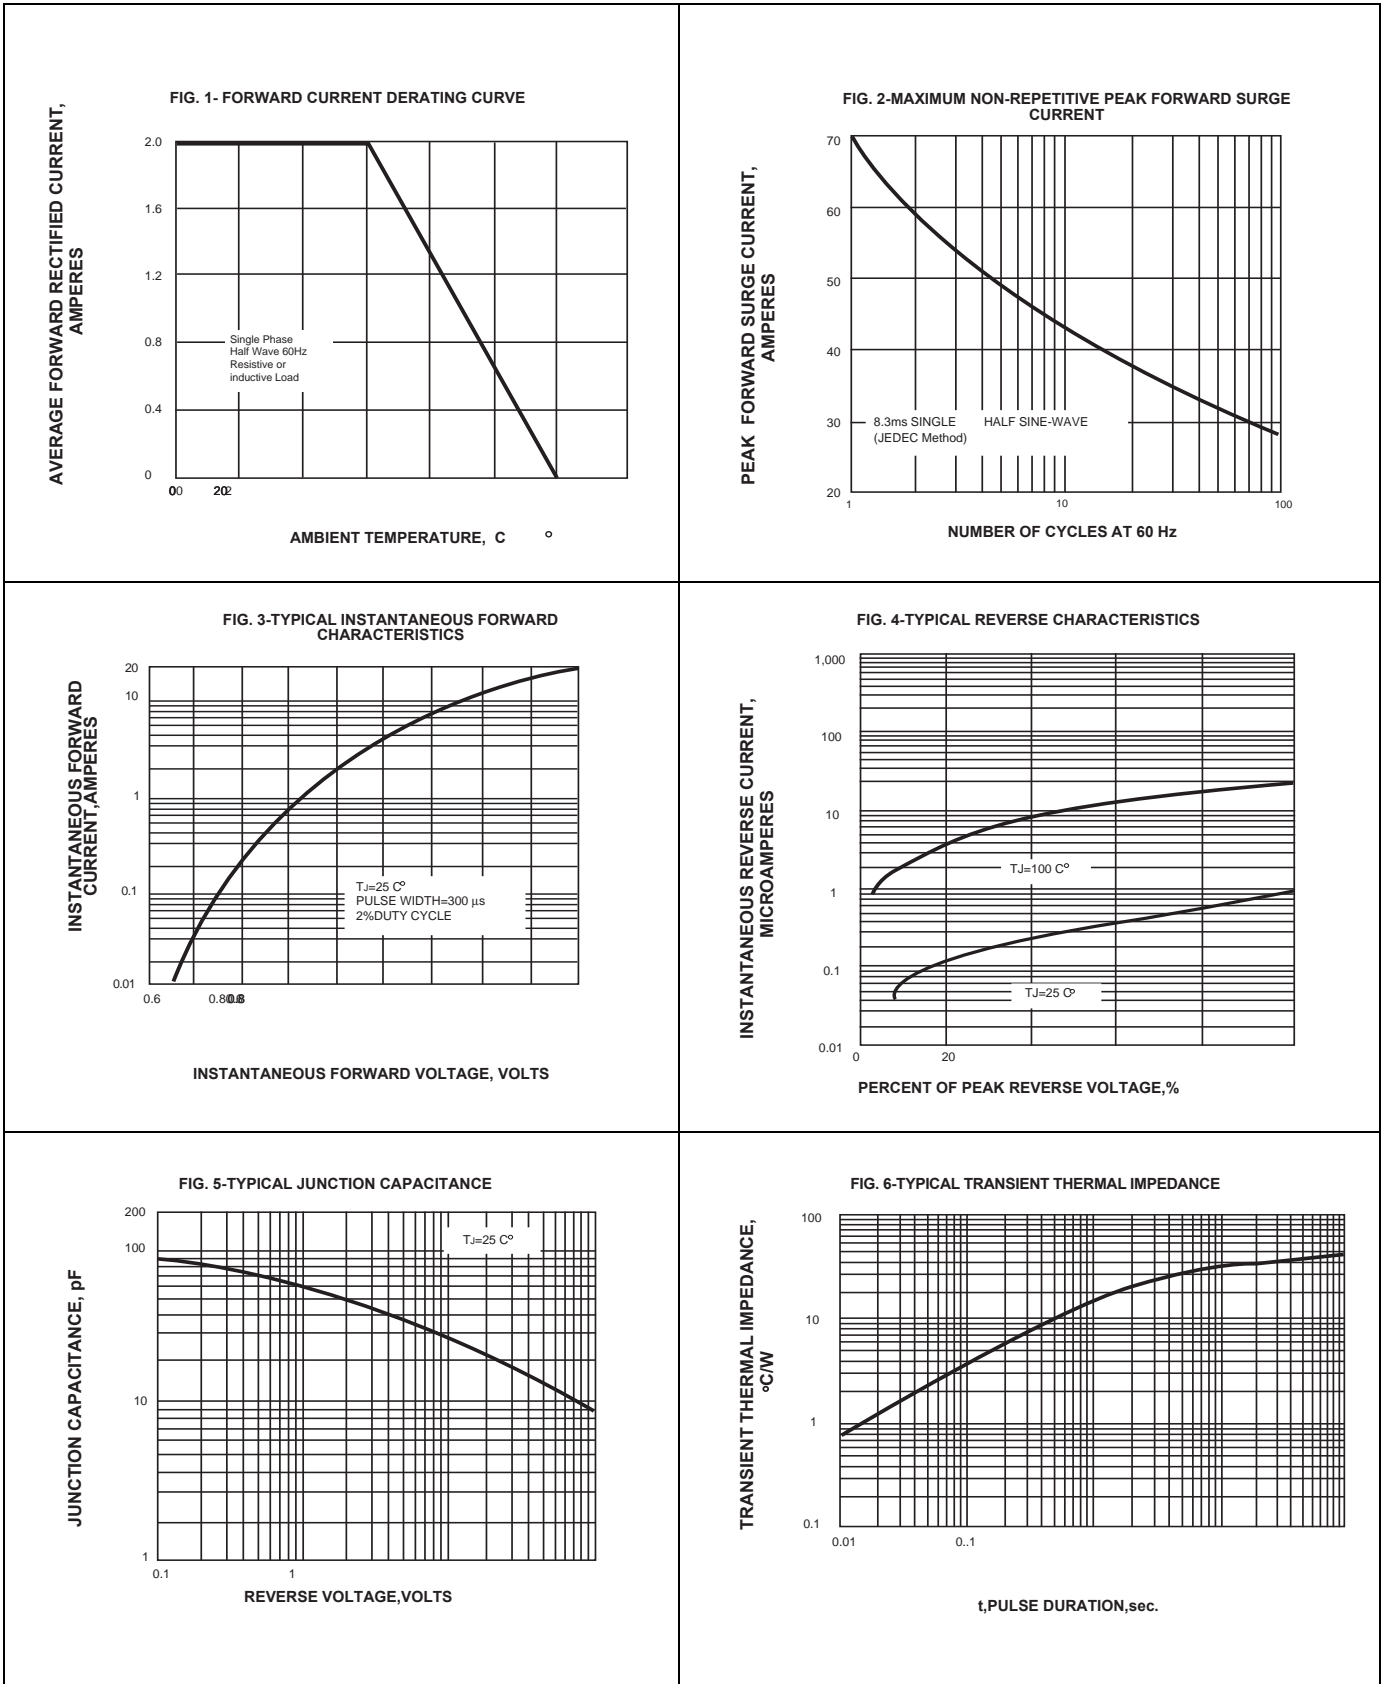 FIG. 1- FORWARD CURRENT DERATING CURVE
AVERAGE FORWARD RECTIFIED CURRENT,
AMPERES
2.0
1.6
1.2
0.8
0.4
0
Single Phase
Half Wave 60Hz
Resistive or
inductive Load
AMBIENT TEMPERATURE, C °
FIG. 2-MAXIMUM NON-REPETITIVE PEAK FORWARD SURGE
CURRENT
PEAK FORWARD SURGE CURRENT,
AMPERES
70
60
50
40
30
20
8.3ms SINGLE HALF SINE-WAVE
(JEDEC Method)
1 10 100
NUMBER OF CYCLES AT 60 Hz
FIG. 3-TYPICAL INSTANTANEOUS FORWARD
CHARACTERISTICS
INSTANTANEOUS FORWARD
CURRENT,AMPERES
20
10
1
0.1
0.01
TJ=25 C°
PULSE WIDTH=300 µs
2%DUTY CYCLE
0.6 0.8
INSTANTANEOUS FORWARD VOLTAGE, VOLTS
FIG. 4-TYPICAL REVERSE CHARACTERISTICS
INSTANTANEOUS REVERSE CURRENT,
MICROAMPERES
1,000
100
10
1
0.1
0.01
TJ=100 C°
TJ=25 C°
0 20
PERCENT OF PEAK REVERSE VOLTAGE,%
FIG. 5-TYPICAL JUNCTION CAPACITANCE
JUNCTION CAPACITANCE, pF
200
100
10
1
TJ=25 C°
0.1 1
REVERSE VOLTAGE,VOLTS
FIG. 6-TYPICAL TRANSIENT THERMAL IMPEDANCE
TRANSIENT THERMAL IMPEDANCE,
°C/W
100
10
1
0.1
0.01 0..1
t,PULSE DURATION,sec.